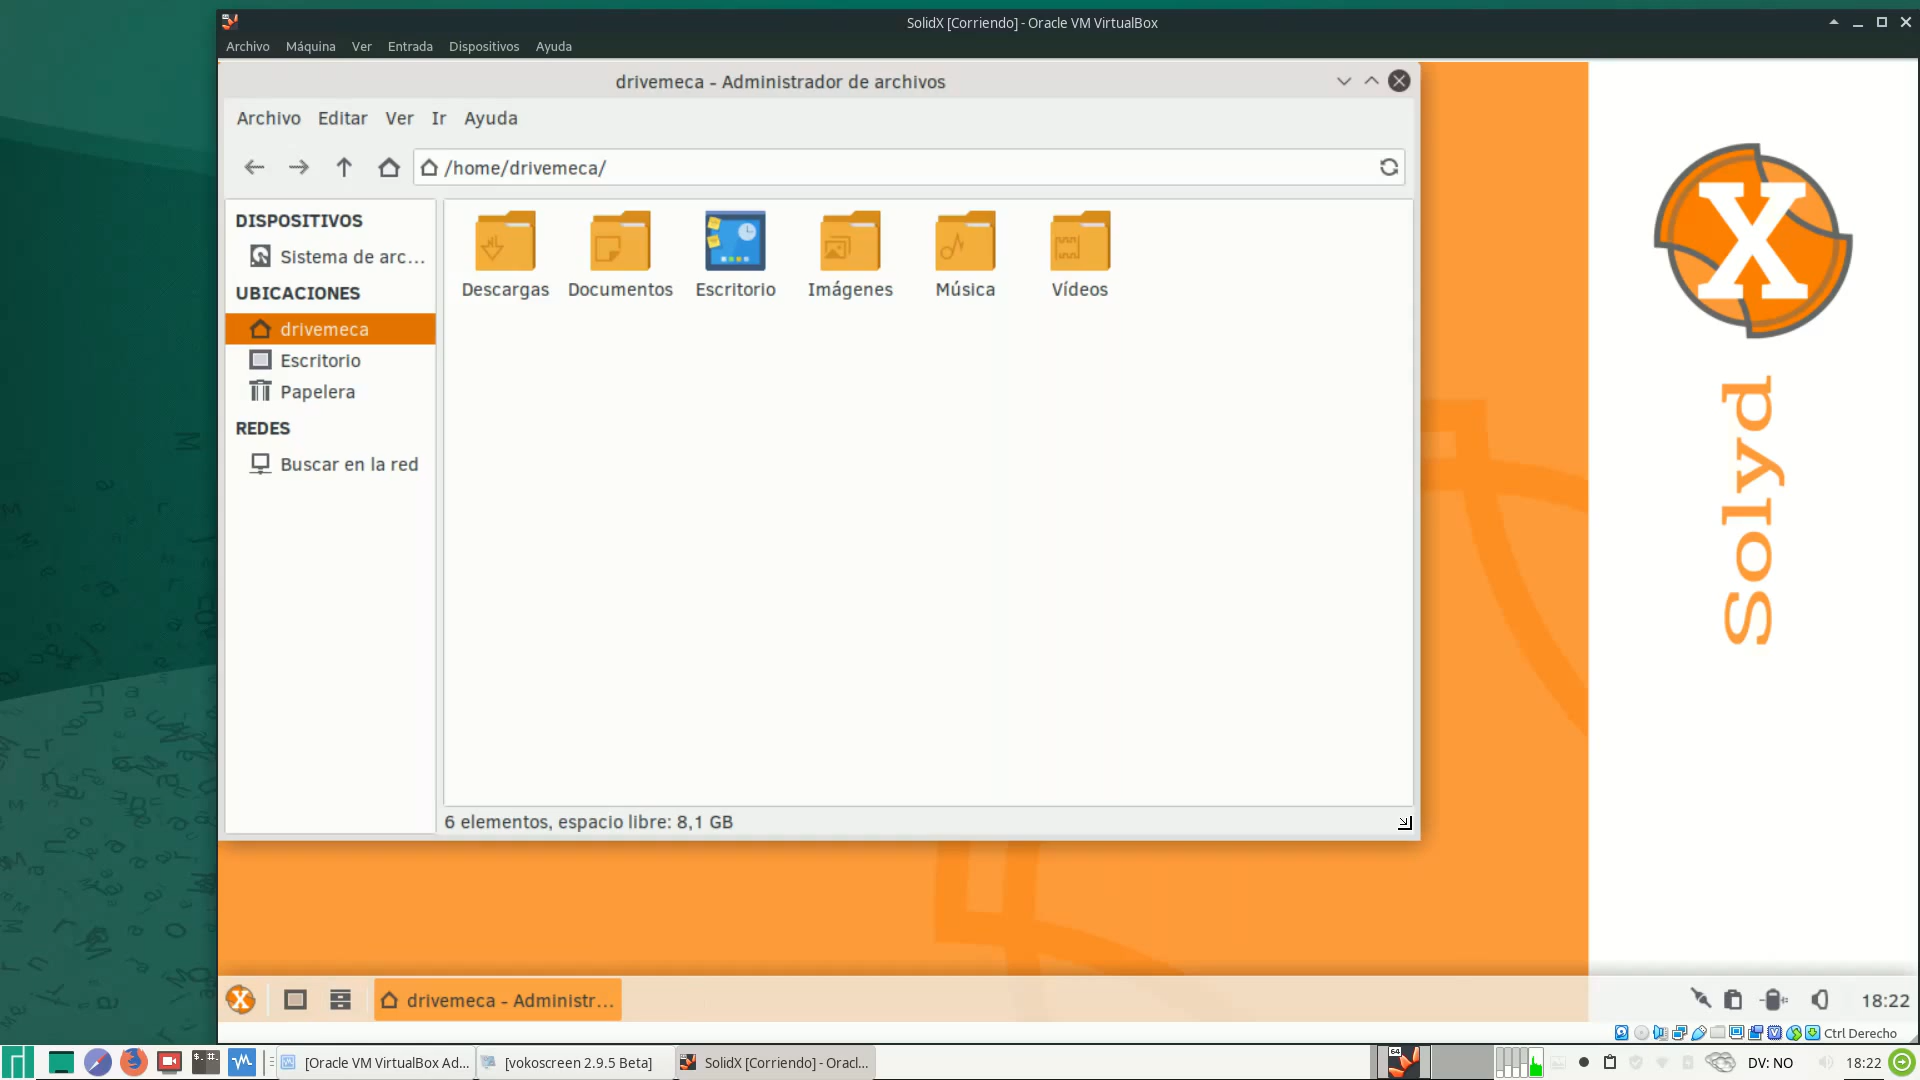 SolidX [Corriendo] - Oracle VM VirtualBox
Archivo Máquina Ver Entrada Dispositivos Ayuda
drivemeca - Administrador de archivos
Archivo Editar Ver Ir Ayuda
/home/drivemeca/
DISPOSITIVOS
Sistema de arc...
UBICACIONES
drivemeca
Escritorio
Papelera
REDES
Buscar en la red
Descargas Documentos Escritorio Imágenes Música Vídeos
6 elementos, espacio libre: 8,1 GB
X
Solyd
drivemeca - Administr...
18:22
Ctrl Derecho
[Oracle VM VirtualBox Ad... [vokoscreen 2.9.5 Beta] SolidX [Corriendo] - Oracl...
64
DV: NO
18:22